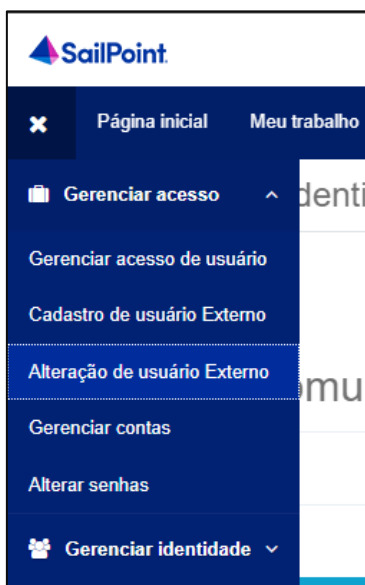 SailPoint
Página inicial Meu trabalho
Gerenciar acesso
Gerenciar acesso de usuário
Cadastro de usuário Externo
Alteração de usuário Externo
Gerenciar contas
Alterar senhas
Gerenciar identidade